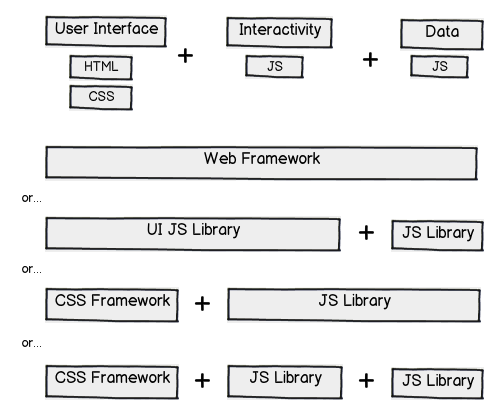 User Interface + Interactivity + Data
HTML JS JS
CSS
Web Framework
or...
UI JS Library + JS Library
or...
CSS Framework + JS Library
or...
CSS Framework + JS Library + JS Library